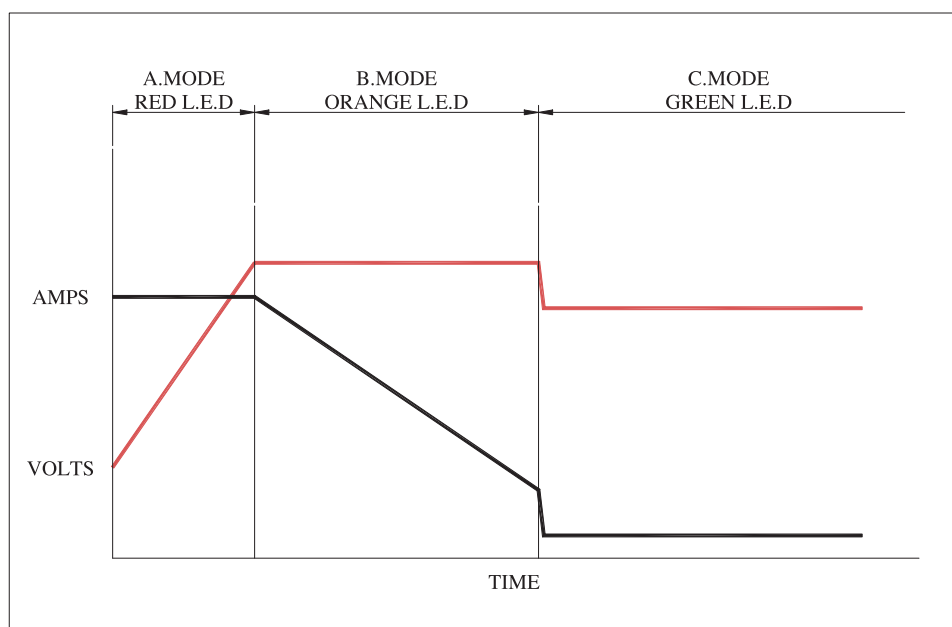 A.MODE
RED L.E.D
B.MODE
ORANGE L.E.D
C.MODE
GREEN L.E.D
AMPS
VOLTS
TIME